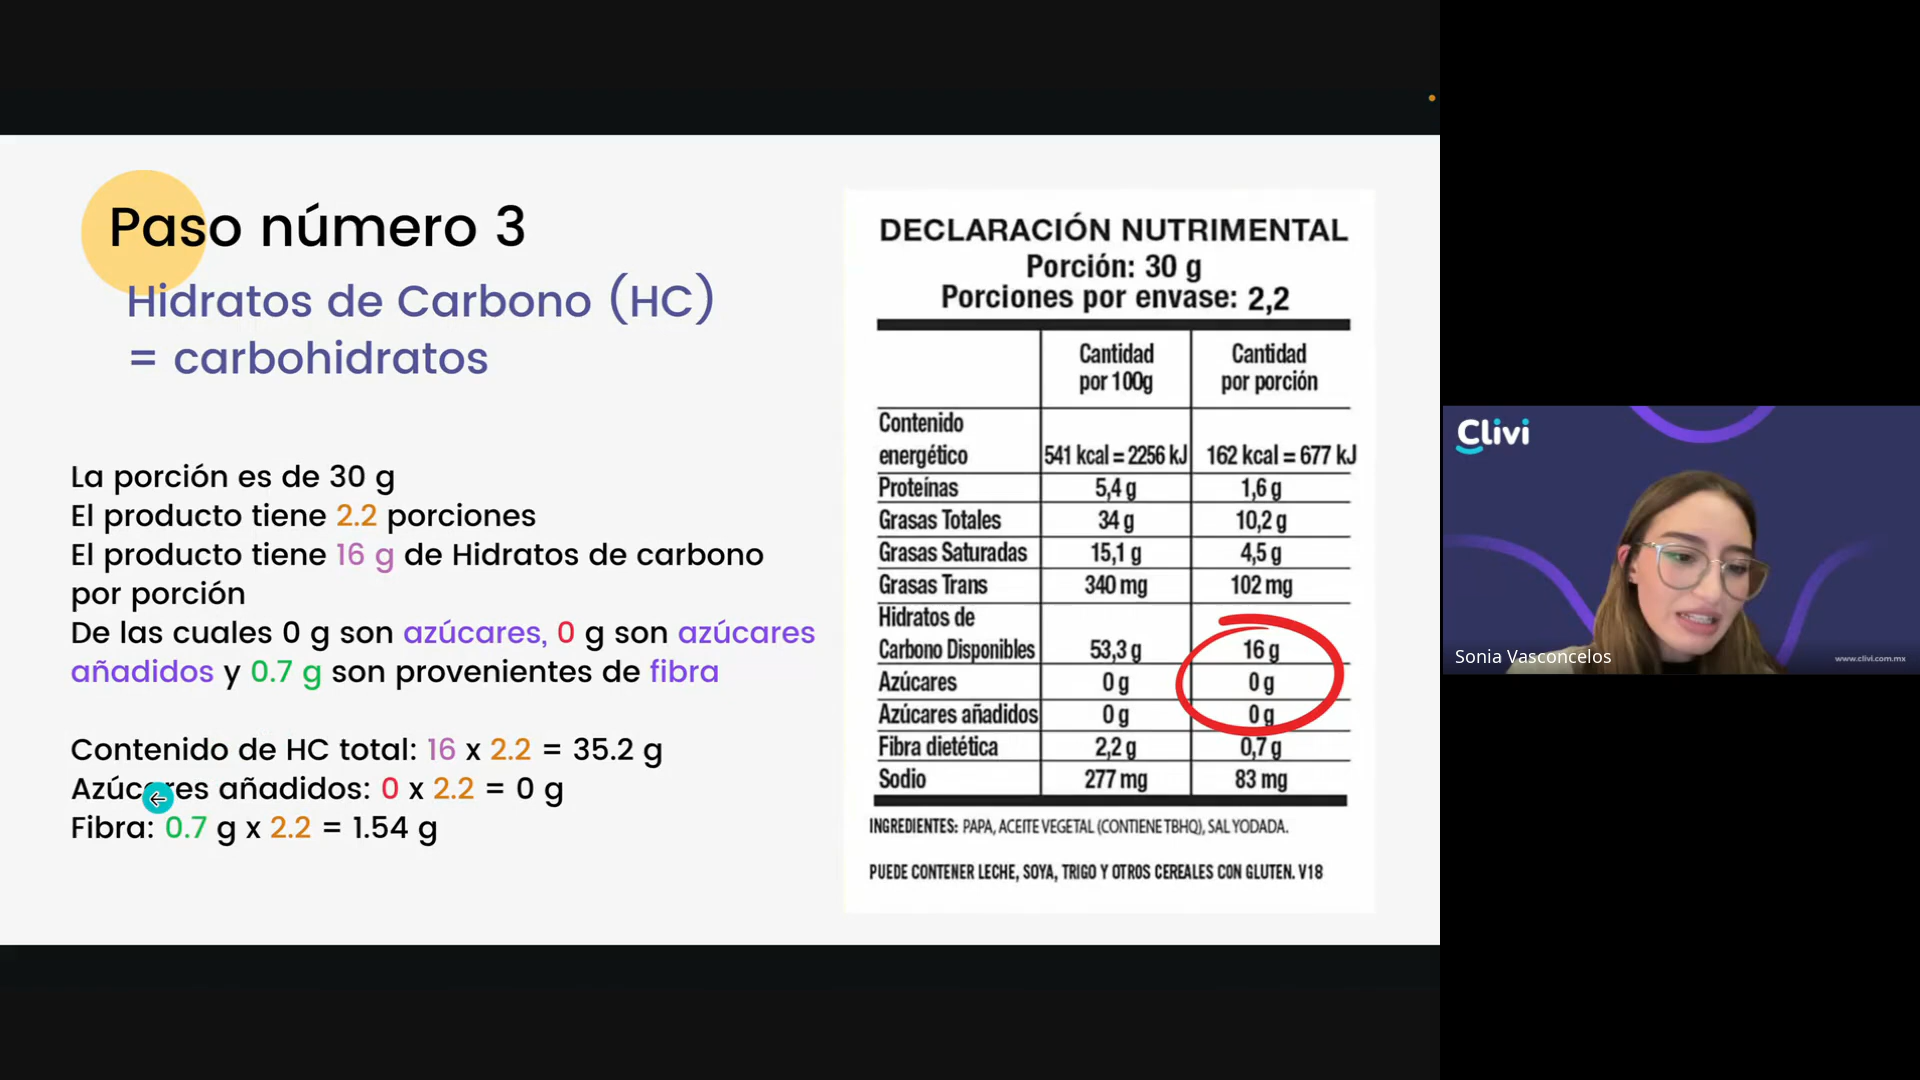 Paso número 3
Hidratos de Carbono (HC)
= carbohidratos
La porción es de 30 g
El producto tiene 2.2 porciones
El producto tiene 16 g de Hidratos de carbono
por porción
De las cuales 0 g son azúcares, 0 g son azúcares
añadidos y 0.7 g son provenientes de fibra
Contenido de HC total: 16 x 2.2 = 35.2 g
Azúcares añadidos: 0 x 2.2 = 0 g
Fibra: 0.7 g x 2.2 = 1.54 g
DECLARACIÓN NUTRIMENTAL
Porción: 30 g
Porciones por envase: 2,2
Cantidad por 100g Cantidad por porción
Contenido
energético 541 kcal = 2256 kJ 162 kcal = 677 kJ
Proteínas 5,4 g 1,6 g
Grasas Totales 34 g 10,2 g
Grasas Saturadas 15,1 g 4,5 g
Grasas Trans 340 mg 102 mg
Hidratos de
Carbono Disponibles 53,3 g 16 g
Azúcares 0 g 0 g
Azúcares añadidos 0 g 0 g
Fibra dietética 2,2 g 0,7 g
Sodio 277 mg 83 mg
INGREDIENTES: PAPA, ACEITE VEGETAL (CONTIENE TBHQ), SAL YODADA.
PUEDE CONTENER LECHE, SOYA, TRIGO Y OTROS CEREALES CON GLUTEN. V18
Clivi
Sonia Vasconcelos
www.clivi.com.mx